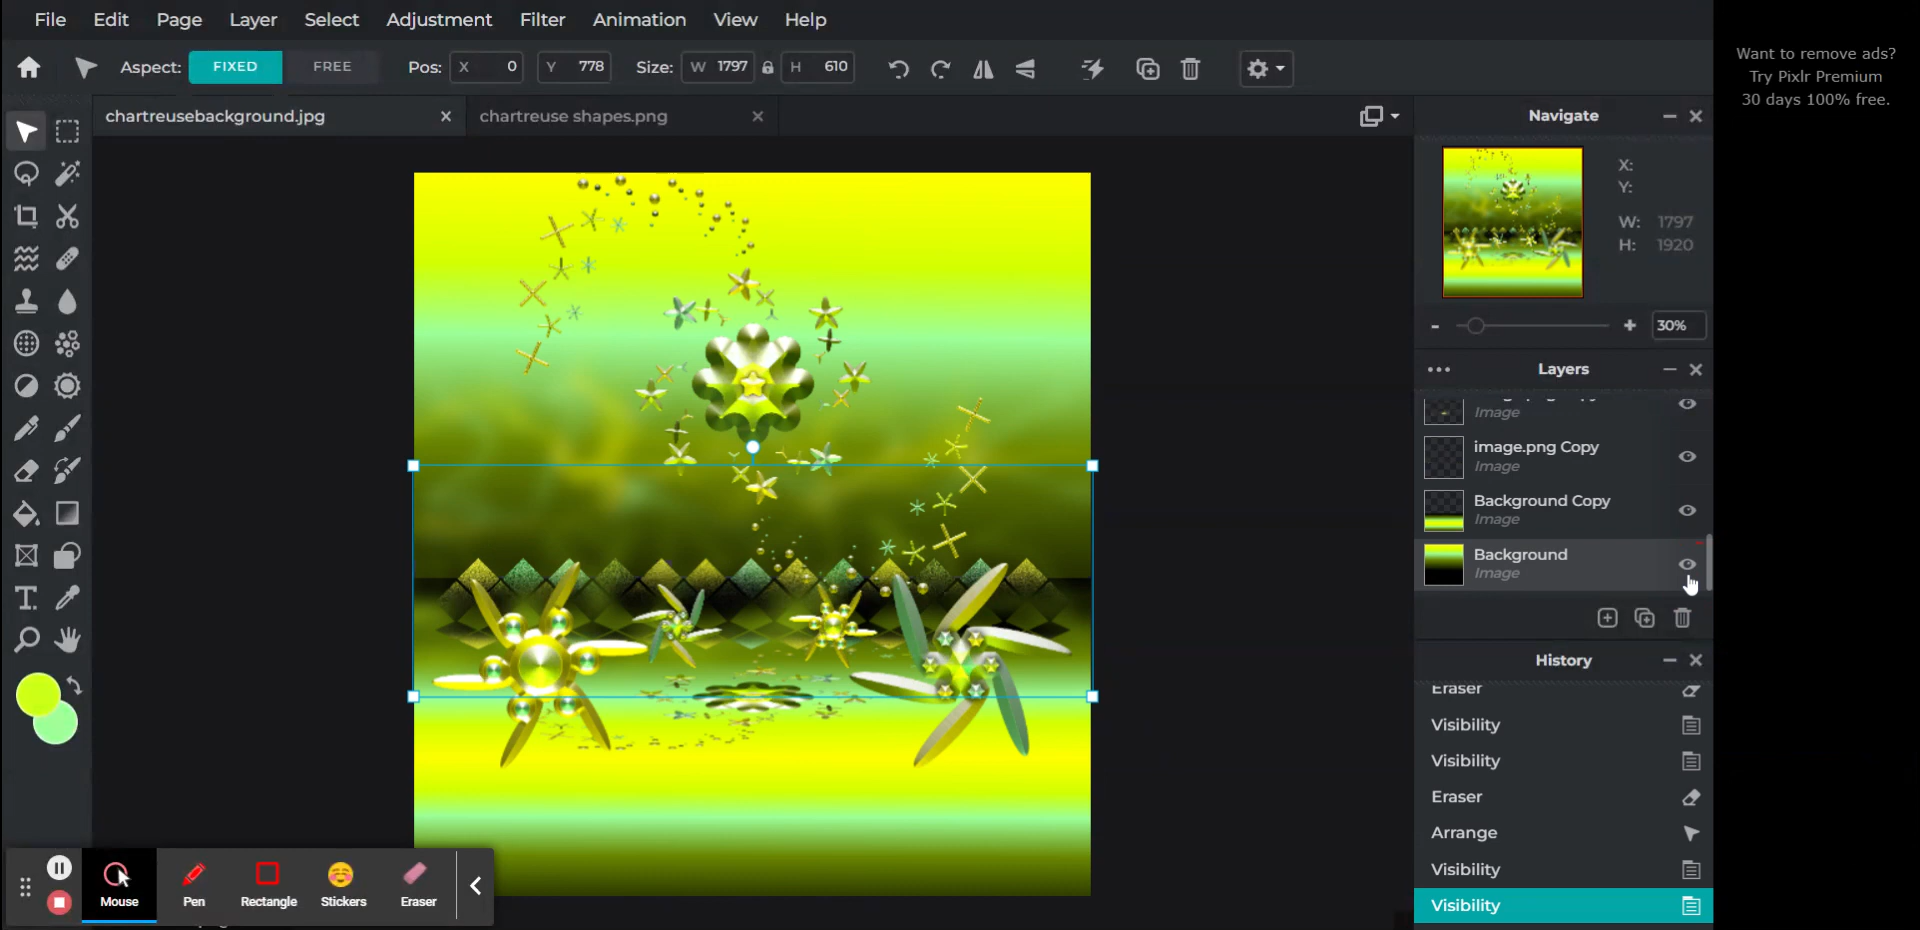 File Edit Page Layer Select Adjustment Filter Animation View Help
Aspect: FIXED FREE Pos: X 0 Y 778 Size: W 1797 H 610
Want to remove ads?
Try Pixlr Premium
30 days 100% free.
chartreusebackground.jpg
chartreuse shapes.png
Navigate
X:
Y:
W: 1797
H: 1920
30%
Layers
Image
image.png Copy
Image
Background Copy
Image
Background
Image
History
Eraser
Visibility
Visibility
Eraser
Arrange
Visibility
Visibility
Mouse Pen Rectangle Stickers Eraser